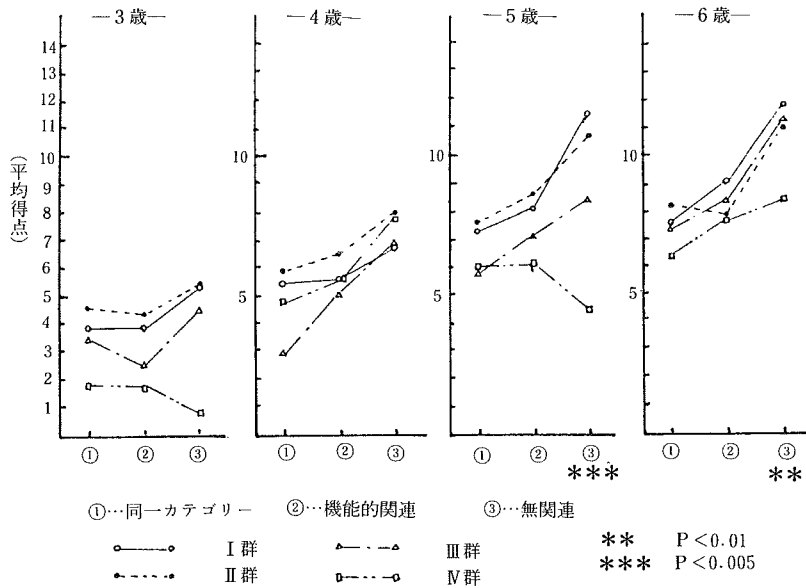 —3歳— —4歳— —5歳— —6歳—
14
13
12
11
10 10 10 10
9
8
7
6
5 5 5 5
4
3
2
1
(平均得点)
① ② ③ ① ② ③ ① ② ③ ① ② ③
*** **
①…同一カテゴリー ②…機能的関連 ③…無関連
Ⅰ群 Ⅲ群 ** P<0.01
Ⅱ群 Ⅳ群 *** P<0.005